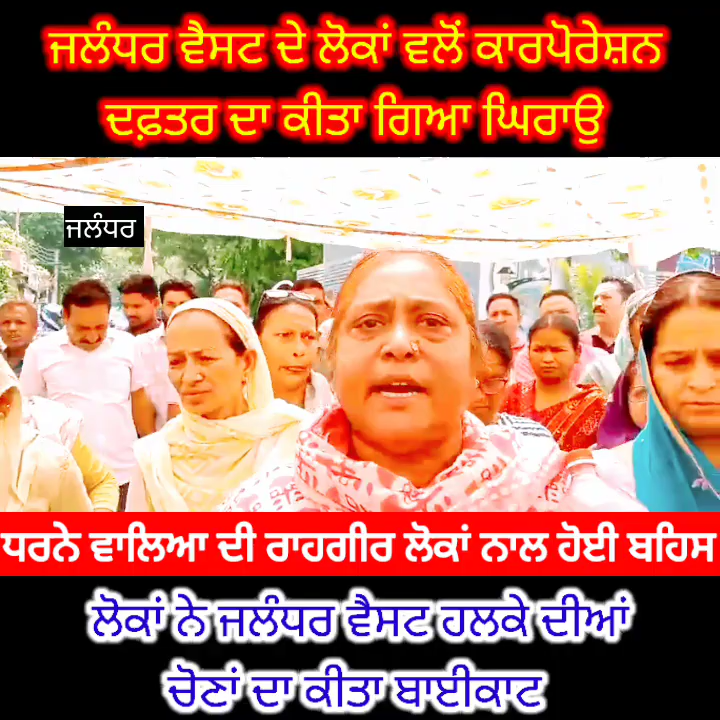 ਜਲੰਧਰ ਵੈਸਟ ਦੇ ਲੋਕਾਂ ਵਲੋਂ ਕਾਰਪੋਰੇਸ਼ਨ
ਦਫ਼ਤਰ ਦਾ ਕੀਤਾ ਗਿਆ ਘਿਰਾਉ
ਜਲੰਧਰ
ਧਰਨੇ ਵਾਲਿਆ ਦੀ ਰਾਹਗੀਰ ਲੋਕਾਂ ਨਾਲ ਹੋਈ ਬਹਿਸ
ਲੋਕਾਂ ਨੇ ਜਲੰਧਰ ਵੈਸਟ ਹਲਕੇ ਦੀਆਂ
ਚੋਣਾਂ ਦਾ ਕੀਤਾ ਬਾਈਕਾਟ